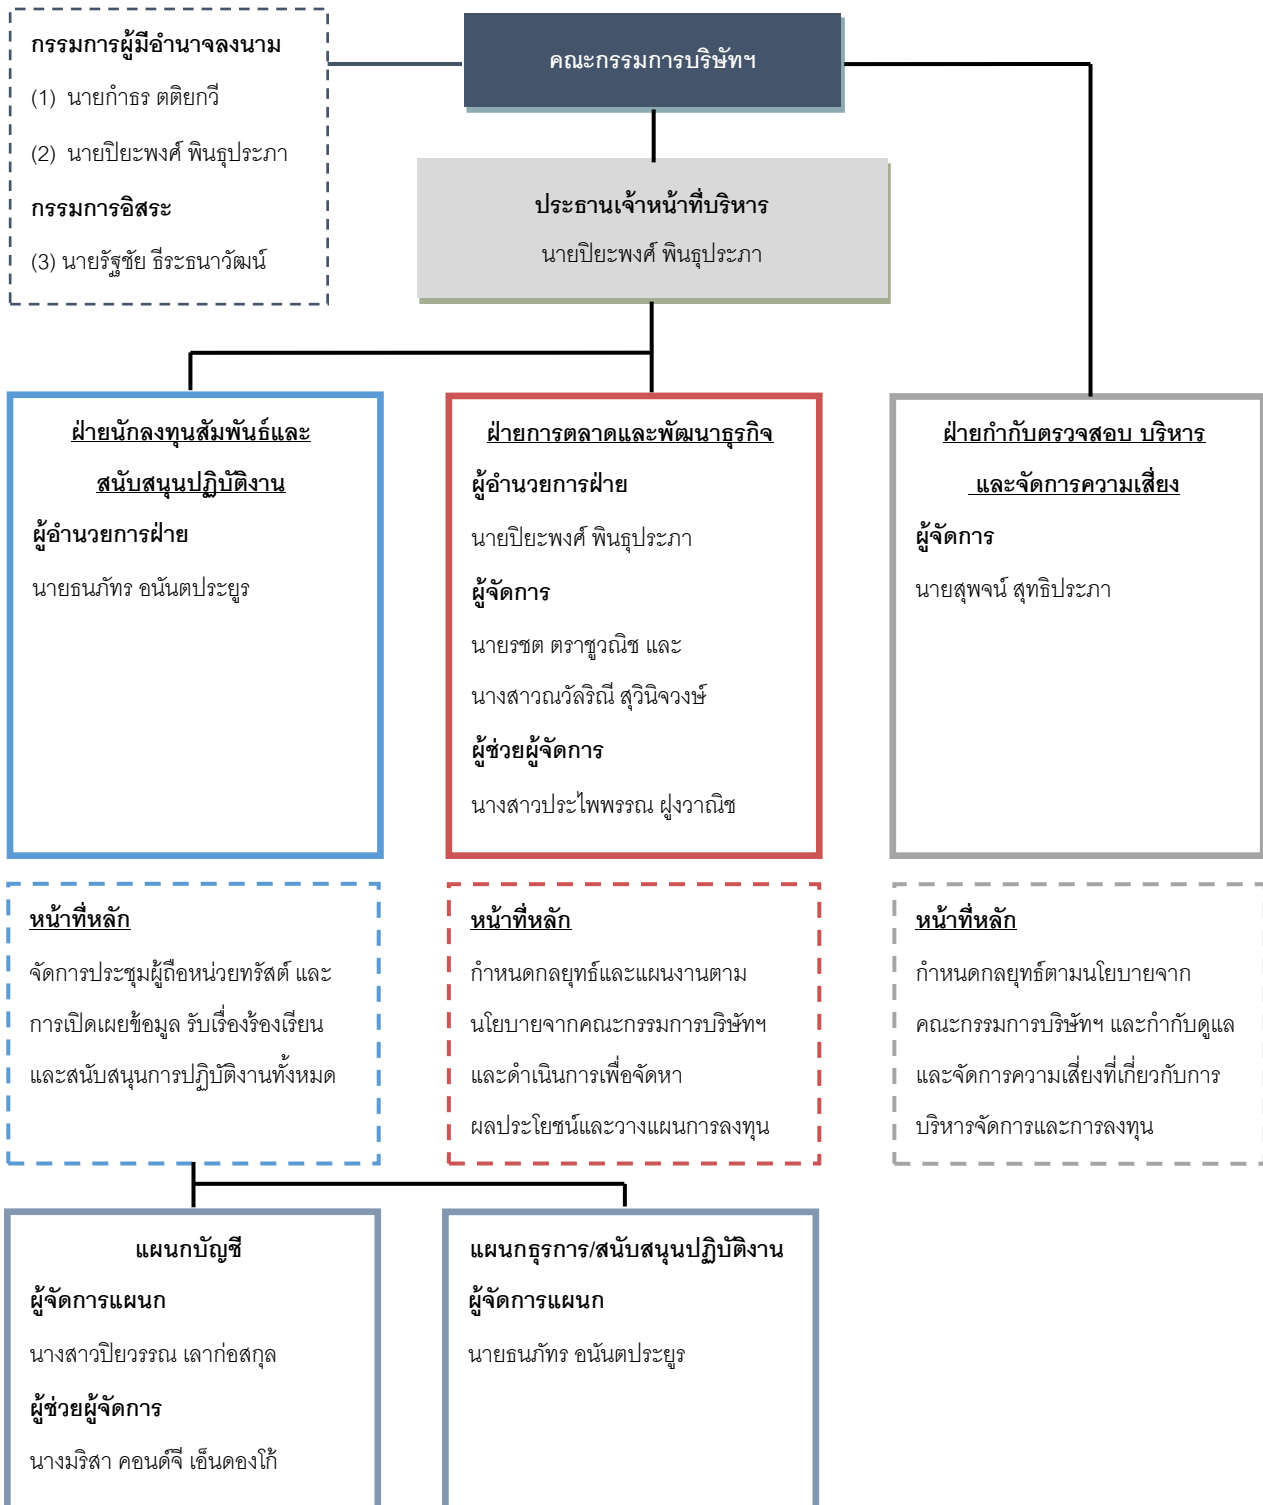 กรรมการผู้มีอำนาจลงนาม
(1) นายกำธร ตติยกวี
(2) นายปิยะพงศ์ พินธุประภา
กรรมการอิสระ
(3) นายรัฐชัย ธีระธนาวัฒน์
คณะกรรมการบริษัทฯ
ประธานเจ้าหน้าที่บริหาร
นายปิยะพงศ์ พินธุประภา
ฝ่ายนักลงทุนสัมพันธ์และ
สนับสนุนปฏิบัติงาน
ผู้อำนวยการฝ่าย
นายธนภัทร อนันตประยูร
ฝ่ายการตลาดและพัฒนาธุรกิจ
ผู้อำนวยการฝ่าย
นายปิยะพงศ์ พินธุประภา
ผู้จัดการ
นายรชต ตราชูวณิช และ
นางสาวณวัลริณี สุวินิจวงษ์
ผู้ช่วยผู้จัดการ
นางสาวประไพพรรณ ฝูงวาณิช
ฝ่ายกำกับตรวจสอบ บริหาร
และจัดการความเสี่ยง
ผู้จัดการ
นายสุพจน์ สุทธิประภา
หน้าที่หลัก
จัดการประชุมผู้ถือหน่วยทรัสต์ และ
การเปิดเผยข้อมูล รับเรื่องร้องเรียน
และสนับสนุนการปฏิบัติงานทั้งหมด
หน้าที่หลัก
กำหนดกลยุทธ์และแผนงานตาม
นโยบายจากคณะกรรมการบริษัทฯ
และดำเนินการเพื่อจัดหา
ผลประโยชน์และวางแผนการลงทุน
หน้าที่หลัก
กำหนดกลยุทธ์ตามนโยบายจาก
คณะกรรมการบริษัทฯ และกำกับดูแล
และจัดการความเสี่ยงที่เกี่ยวกับการ
บริหารจัดการและการลงทุน
แผนกบัญชี
ผู้จัดการแผนก
นางสาวปิยวรรณ เลาก่อสกุล
ผู้ช่วยผู้จัดการ
นางมริสา คอนด์จี เอ็นดองโก้
แผนกธุรการ/สนับสนุนปฏิบัติงาน
ผู้จัดการแผนก
นายธนภัทร อนันตประยูร